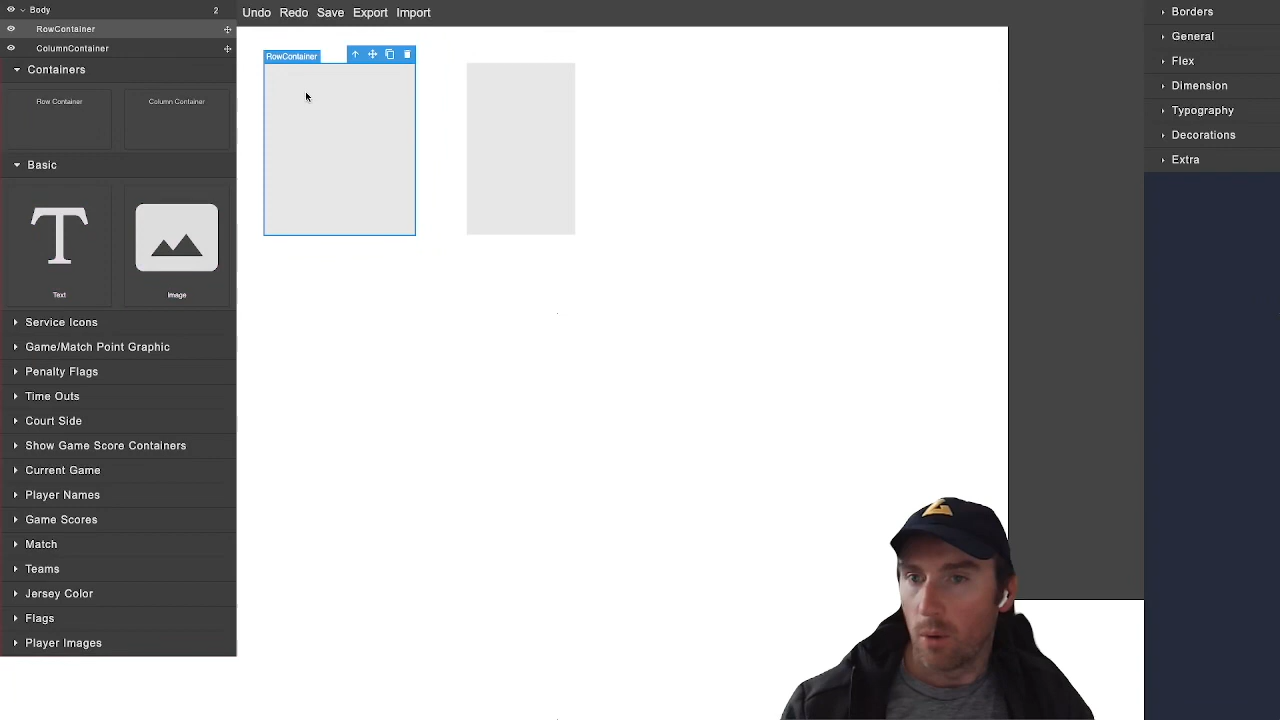 Body
2
RowContainer
ColumnContainer
Containers
Row Container
Column Container
Basic
Text
Image
Service Icons
Game/Match Point Graphic
Penalty Flags
Time Outs
Court Side
Show Game Score Containers
Current Game
Player Names
Game Scores
Match
Teams
Jersey Color
Flags
Player Images
Undo Redo Save Export Import
RowContainer
Borders
General
Flex
Dimension
Typography
Decorations
Extra